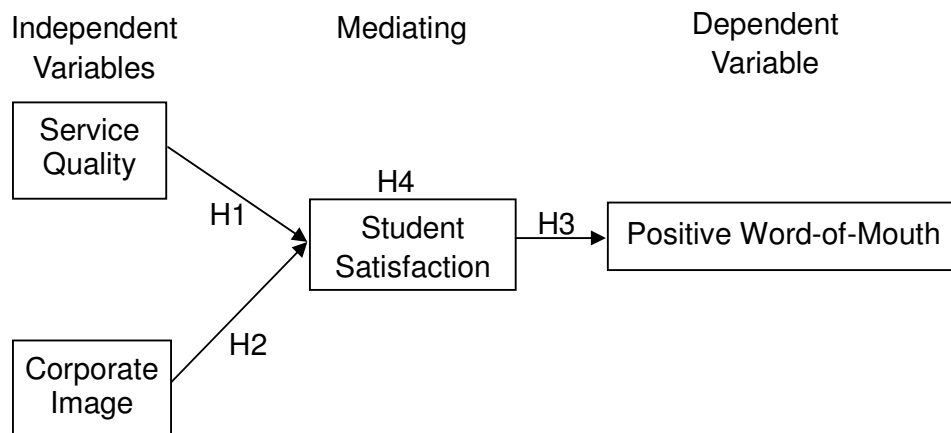 Independent
Variables
Mediating
Dependent
Variable
Service
Quality
H1
H4
Student
Satisfaction
H3
Positive Word-of-Mouth
H2
Corporate
Image